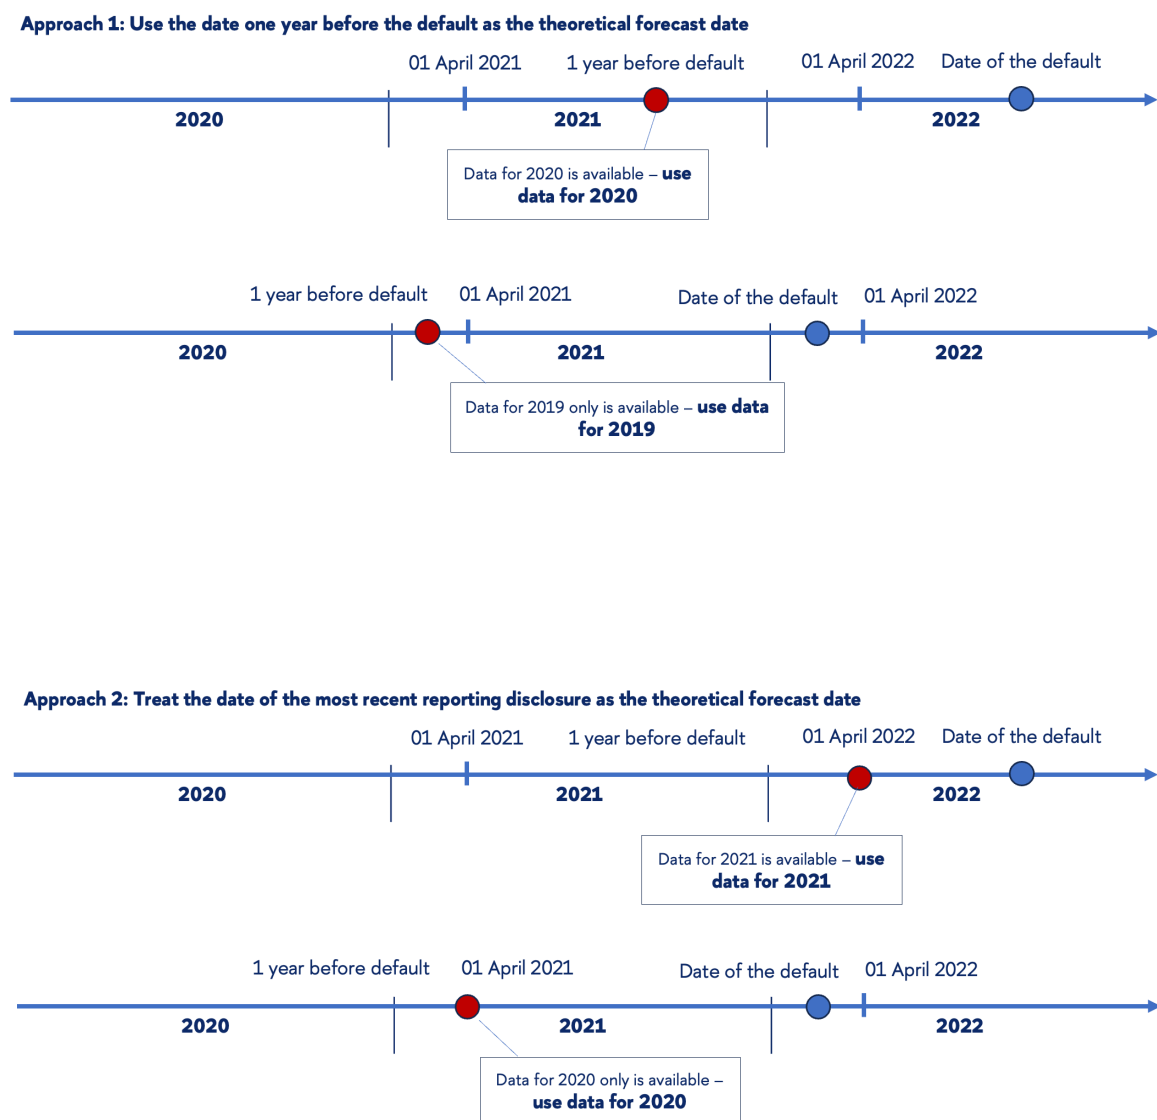 Approach 1: Use the date one year before the default as the theoretical forecast date
01 April 2021
1 year before default
01 April 2022
Date of the default
2020
2021
2022
Data for 2020 is available – use
data for 2020
1 year before default
01 April 2021
Date of the default
01 April 2022
2020
2021
2022
Data for 2019 only is available – use data
for 2019
Approach 2: Treat the date of the most recent reporting disclosure as the theoretical forecast date
01 April 2021
1 year before default
01 April 2022
Date of the default
2020
2021
2022
Data for 2021 is available – use
data for 2021
1 year before default
01 April 2021
Date of the default
01 April 2022
2020
2021
2022
Data for 2020 only is available –
use data for 2020